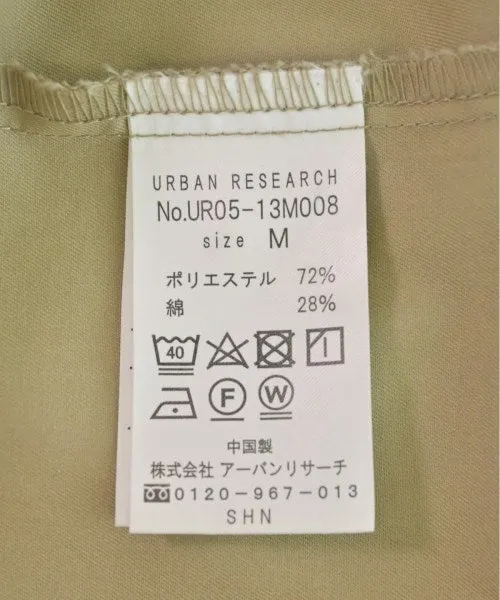 URBAN RESEARCH
No.UR05-13M008
size M
ポリエステル 72%
綿 28%
40
F W
中国製
株式会社 アーバンリサーチ
0120-967-013
SHN